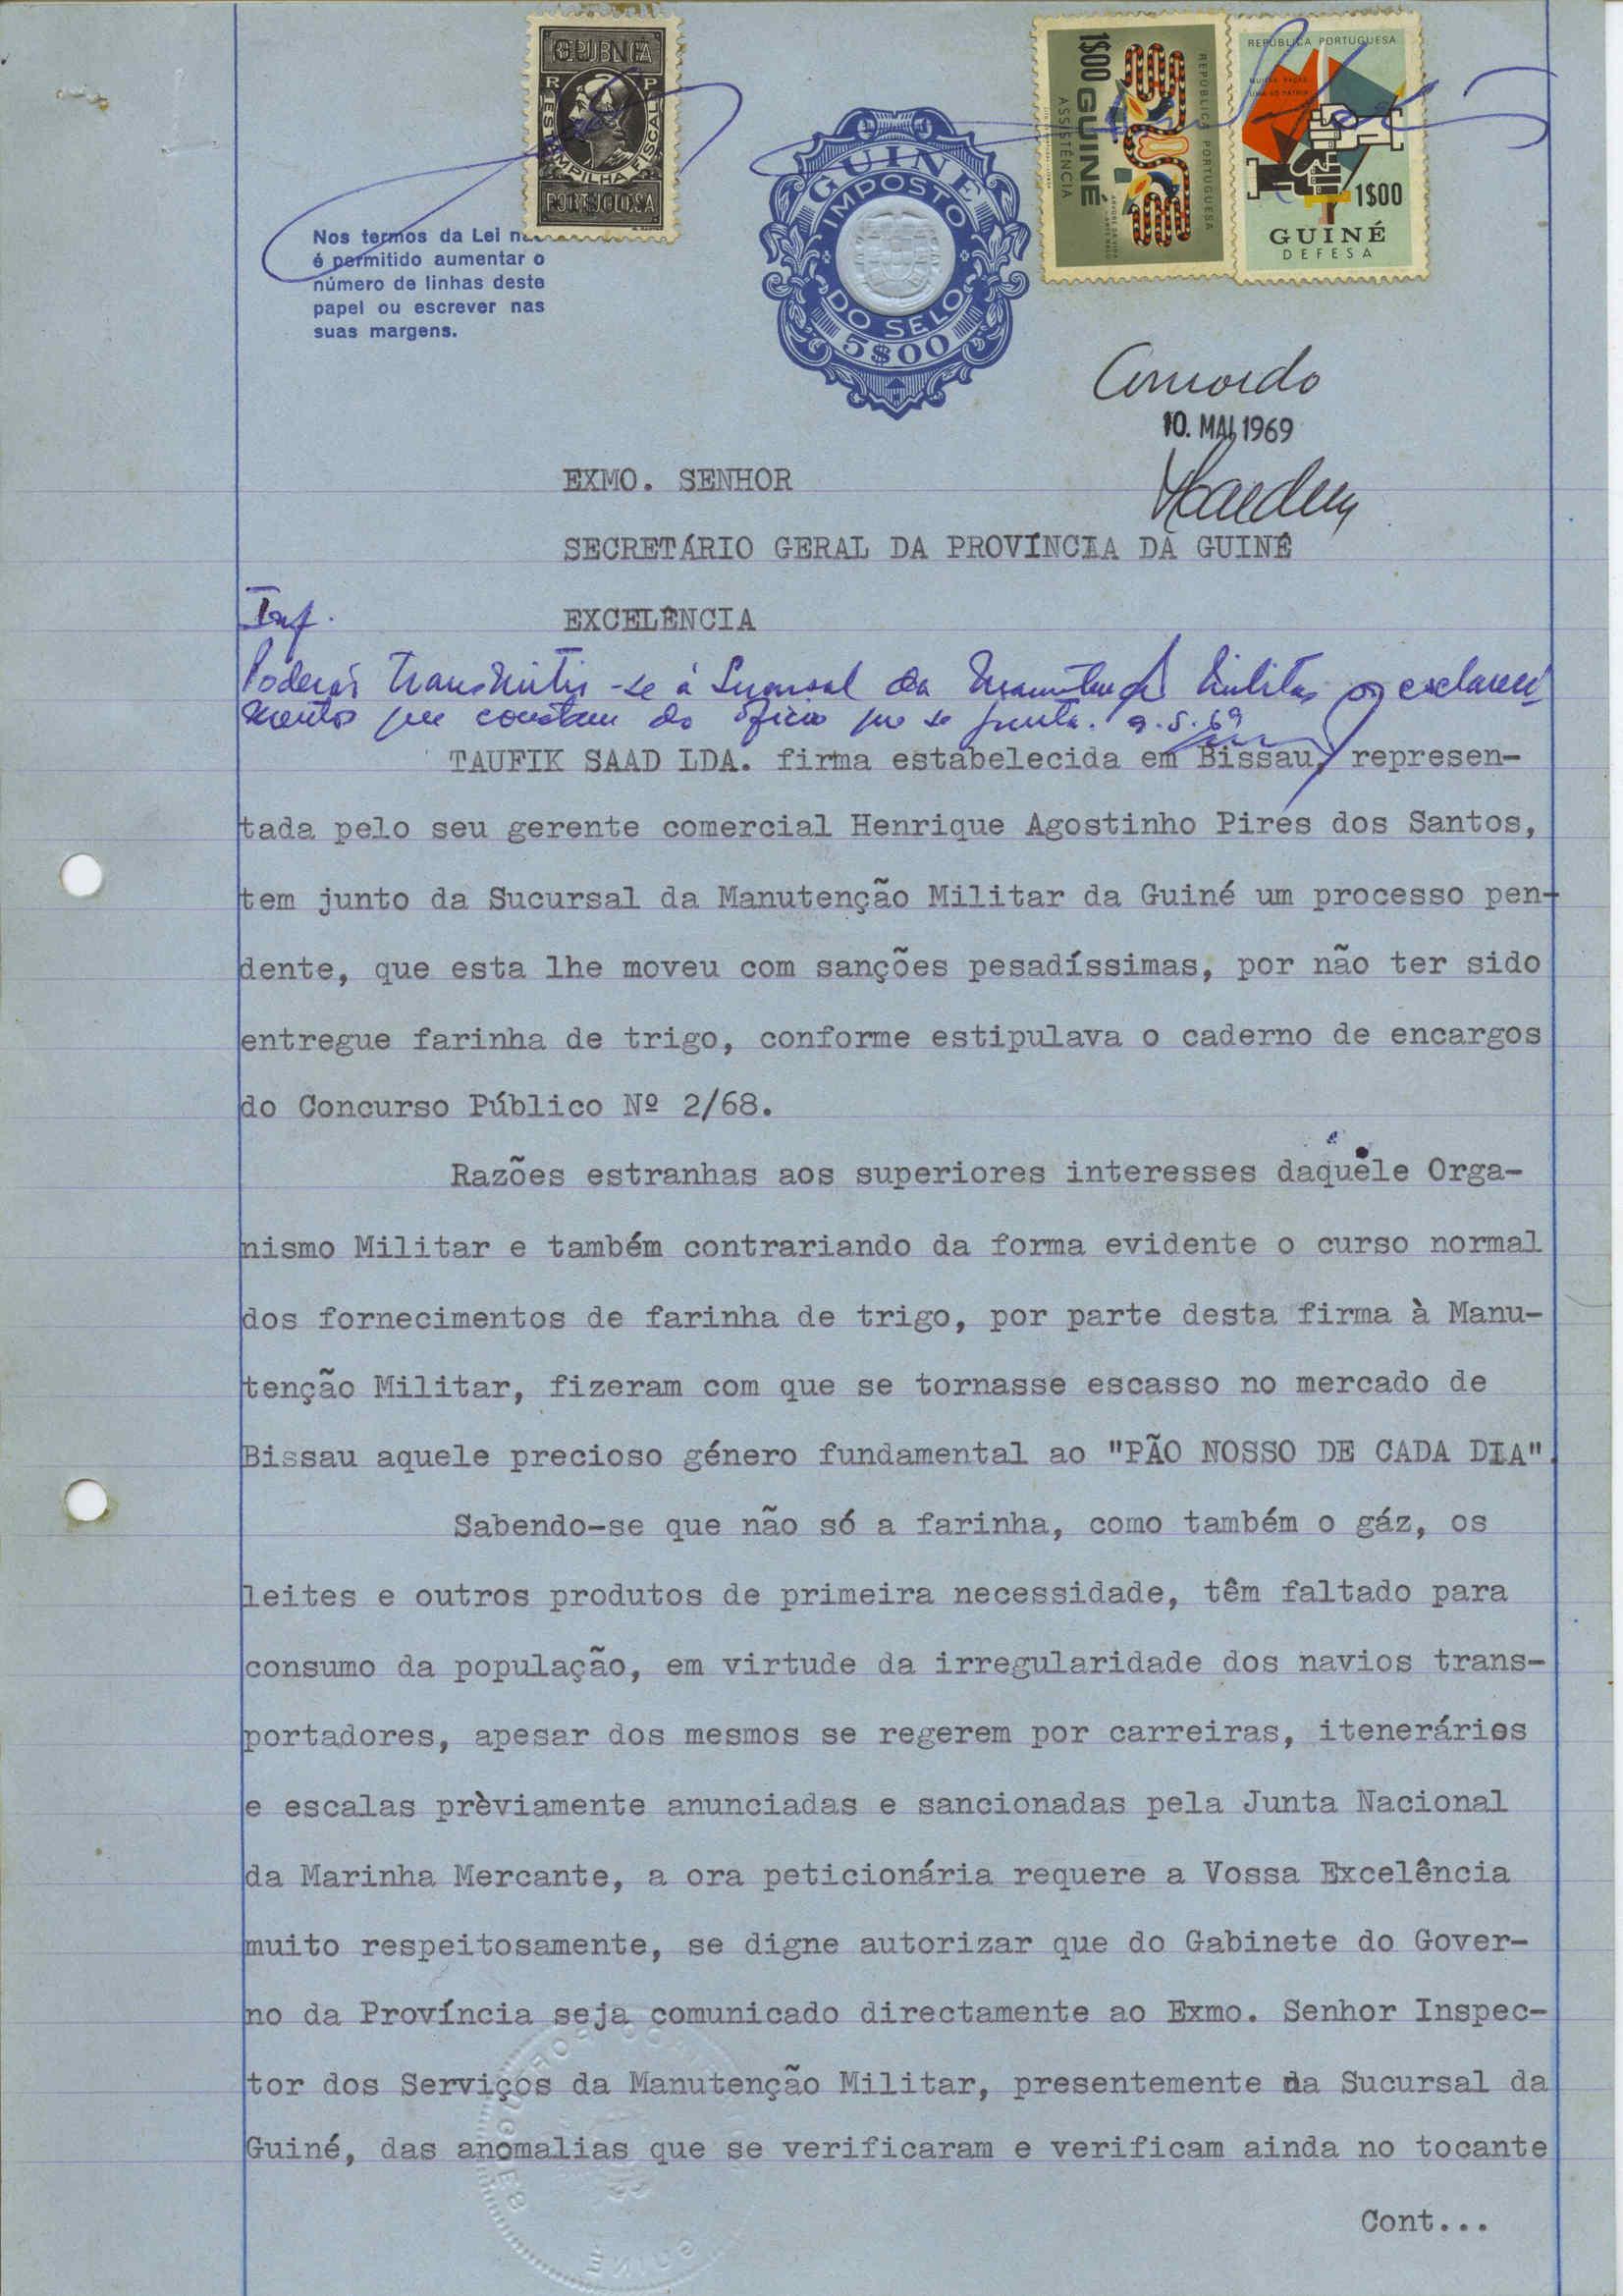 REPÚBLICA
GUINÉ
R P
ESTAMPILHA FISCAL
PORTUGUESA
GUINÉ
IMPOSTO
DO SELO
5$00
1$00 GUINÉ
ASSISTÊNCIA
REPÚBLICA PORTUGUESA
REPÚBLICA PORTUGUESA
1$00
GUINÉ
DEFESA
Nos termos da Lei
é permitido aumentar o
número de linhas deste
papel ou escrever nas
suas margens.
Concordo
10. MAI 1969
EXMO. SENHOR
SECRETÁRIO GERAL DA PROVÍNCIA DA GUINÉ
Inf.
EXCELÊNCIA
Poderás transmitir-se à Sucursal da Manutenção Militar os esclareci
mentos que constam do ofício que se junta. 9.5.69
TAUFIK SAAD LDA. firma estabelecida em Bissau, represen-
tada pelo seu gerente comercial Henrique Agostinho Pires dos Santos,
tem junto da Sucursal da Manutenção Militar da Guiné um processo pen-
dente, que esta lhe moveu com sanções pesadíssimas, por não ter sido
entregue farinha de trigo, conforme estipulava o caderno de encargos
do Concurso Público Nº 2/68.
Razões estranhas aos superiores interesses daquele Orga-
nismo Militar e também contrariando da forma evidente o curso normal
dos fornecimentos de farinha de trigo, por parte desta firma à Manu-
tenção Militar, fizeram com que se tornasse escasso no mercado de
Bissau aquele precioso género fundamental ao "PÃO NOSSO DE CADA DIA".
Sabendo-se que não só a farinha, como também o gáz, os
leites e outros produtos de primeira necessidade, têm faltado para
consumo da população, em virtude da irregularidade dos navios trans-
portadores, apesar dos mesmos se regerem por carreiras, itenerários
e escalas prèviamente anunciadas e sancionadas pela Junta Nacional
da Marinha Mercante, a ora peticionária requere a Vossa Excelência
muito respeitosamente, se digne autorizar que do Gabinete do Gover-
no da Província seja comunicado directamente ao Exmo. Senhor Inspec-
tor dos Serviços da Manutenção Militar, presentemente na Sucursal da
Guiné, das anomalias que se verificaram e verificam ainda no tocante
Cont...
GUINÉ